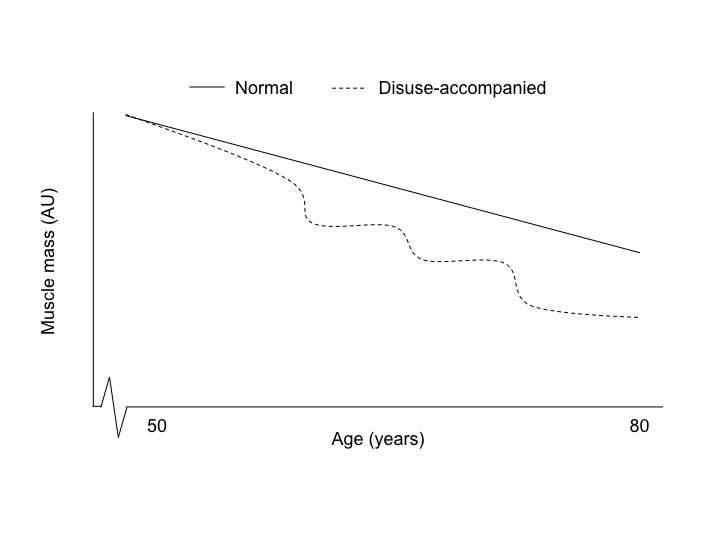 Normal
Disuse-accompanied
Muscle mass (AU)
50
80
Age (years)